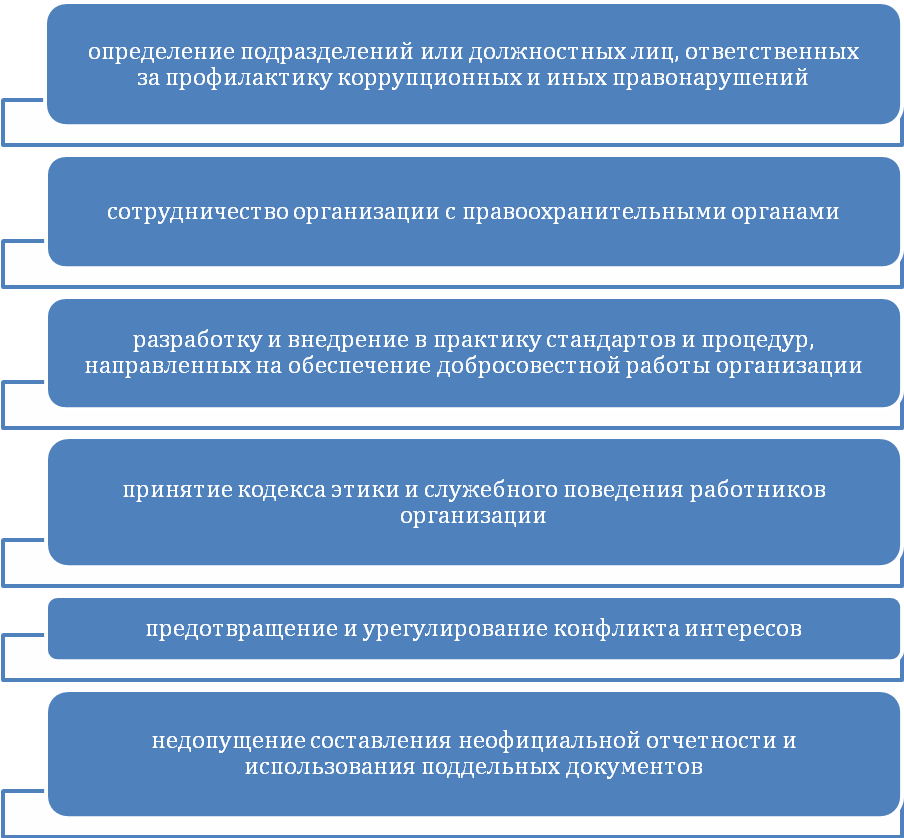 определение подразделений или должностных лиц, ответственных
за профилактику коррупционных и иных правонарушений
сотрудничество организации с правоохранительными органами
разработку и внедрение в практику стандартов и процедур,
направленных на обеспечение добросовестной работы организации
принятие кодекса этики и служебного поведения работников
организации
предотвращение и урегулирование конфликта интересов
недопущение составления неофициальной отчетности и
использования поддельных документов